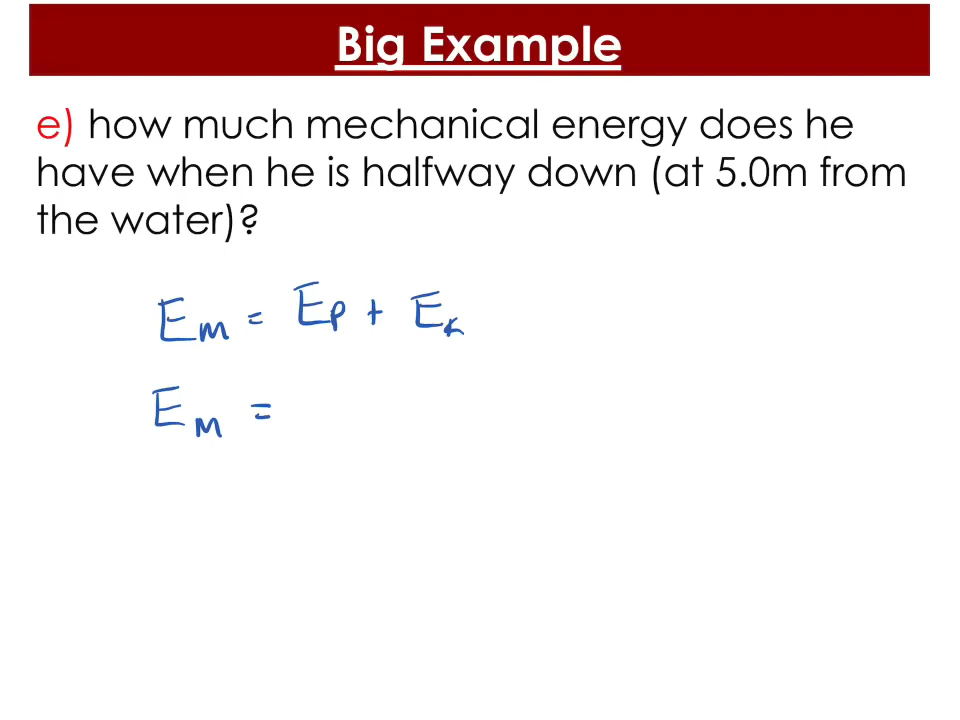 Big Example
e) how much mechanical energy does he
have when he is halfway down (at 5.0m from
the water)?
Em = Ep + Ek
Em =